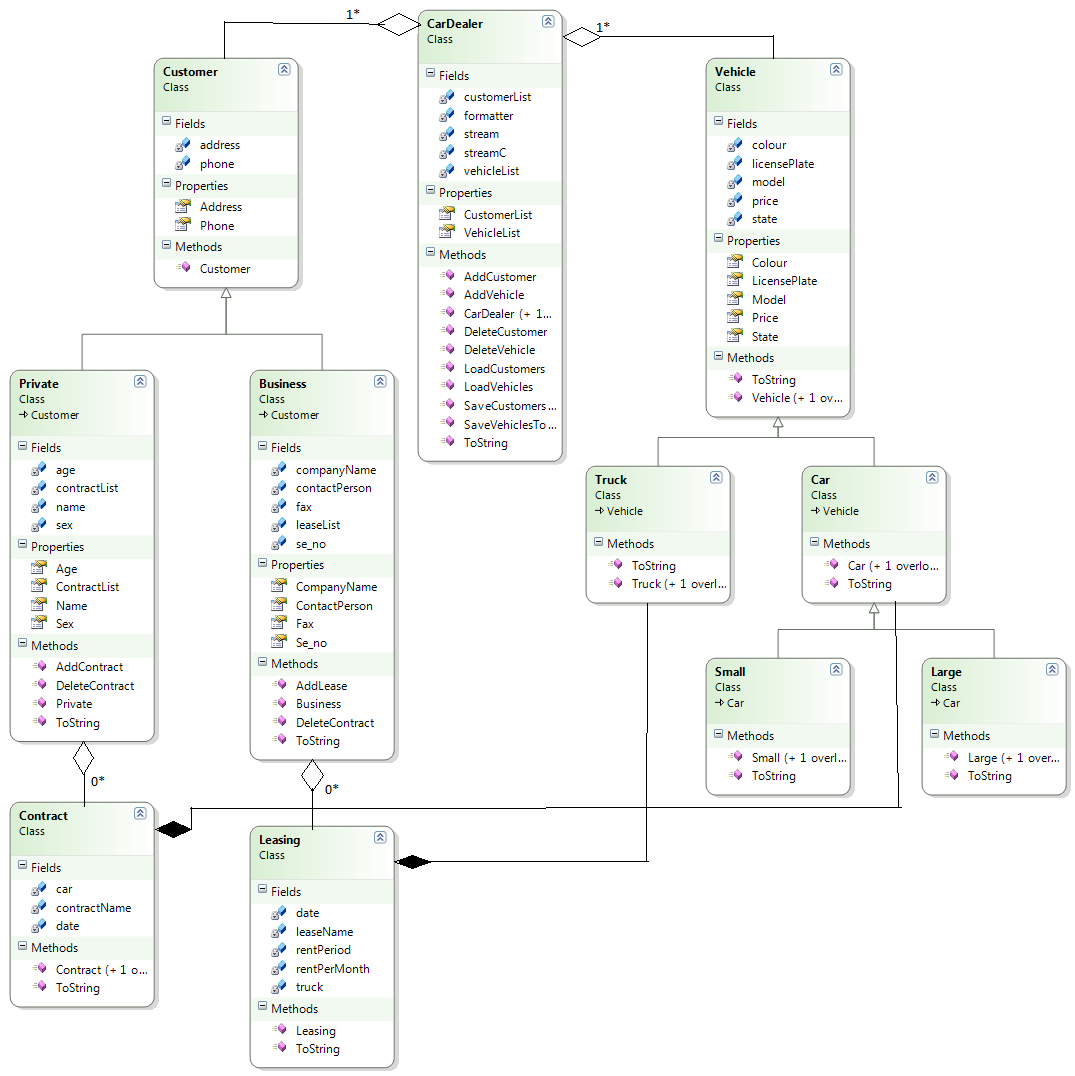 1*
CarDealer
Class
Fields
customerList
formatter
stream
streamC
vehicleList
Properties
CustomerList
VehicleList
Methods
AddCustomer
AddVehicle
CarDealer (+ 1...
DeleteCustomer
DeleteVehicle
LoadCustomers
LoadVehicles
SaveCustomers...
SaveVehiclesTo...
ToString
1*
Customer
Class
Fields
address
phone
Properties
Address
Phone
Methods
Customer
Vehicle
Class
Fields
colour
licensePlate
model
price
state
Properties
Colour
LicensePlate
Model
Price
State
Methods
ToString
Vehicle (+ 1 ov...
Private
Class
Customer
Fields
age
contractList
name
sex
Properties
Age
ContractList
Name
Sex
Methods
AddContract
DeleteContract
Private
ToString
0*
Business
Class
Customer
Fields
companyName
contactPerson
fax
leaseList
se_no
Properties
CompanyName
ContactPerson
Fax
Se_no
Methods
AddLease
Business
DeleteContract
ToString
0*
Truck
Class
Vehicle
Methods
ToString
Truck (+ 1 overl...
Car
Class
Vehicle
Methods
Car (+ 1 overlo...
ToString
Small
Class
Car
Methods
Small (+ 1 overl...
ToString
Large
Class
Car
Methods
Large (+ 1 over...
ToString
Contract
Class
Fields
car
contractName
date
Methods
Contract (+ 1 o...
ToString
Leasing
Class
Fields
date
leaseName
rentPeriod
rentPerMonth
truck
Methods
Leasing
ToString